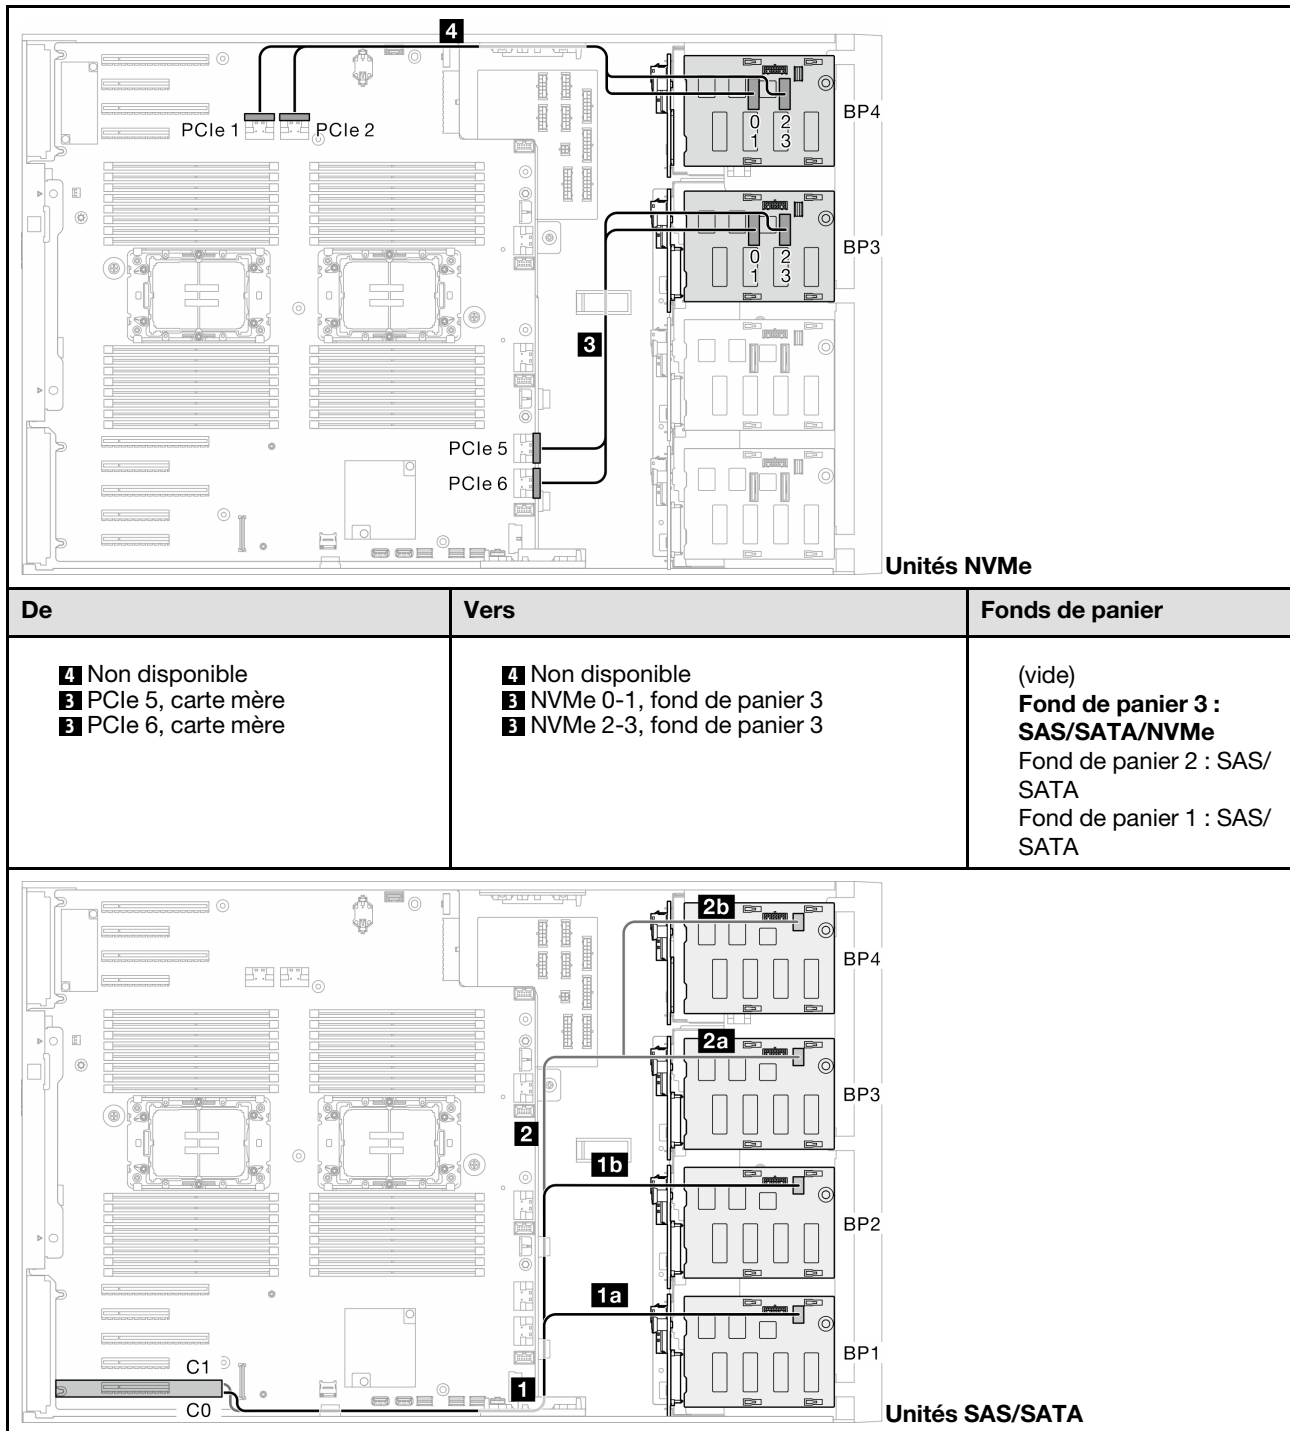 4
PCIe 1
PCIe 2
0 2
1 3
BP4
0 2
1 3
BP3
3
PCIe 5
PCIe 6
Unités NVMe
De
Vers
Fonds de panier
4 Non disponible
3 PCIe 5, carte mère
3 PCIe 6, carte mère
4 Non disponible
3 NVMe 0-1, fond de panier 3
3 NVMe 2-3, fond de panier 3
(vide)
Fond de panier 3 :
SAS/SATA/NVMe
Fond de panier 2 : SAS/
SATA
Fond de panier 1 : SAS/
SATA
2b
BP4
2a
BP3
2
1b
BP2
1a
BP1
C1
C0
1
Unités SAS/SATA